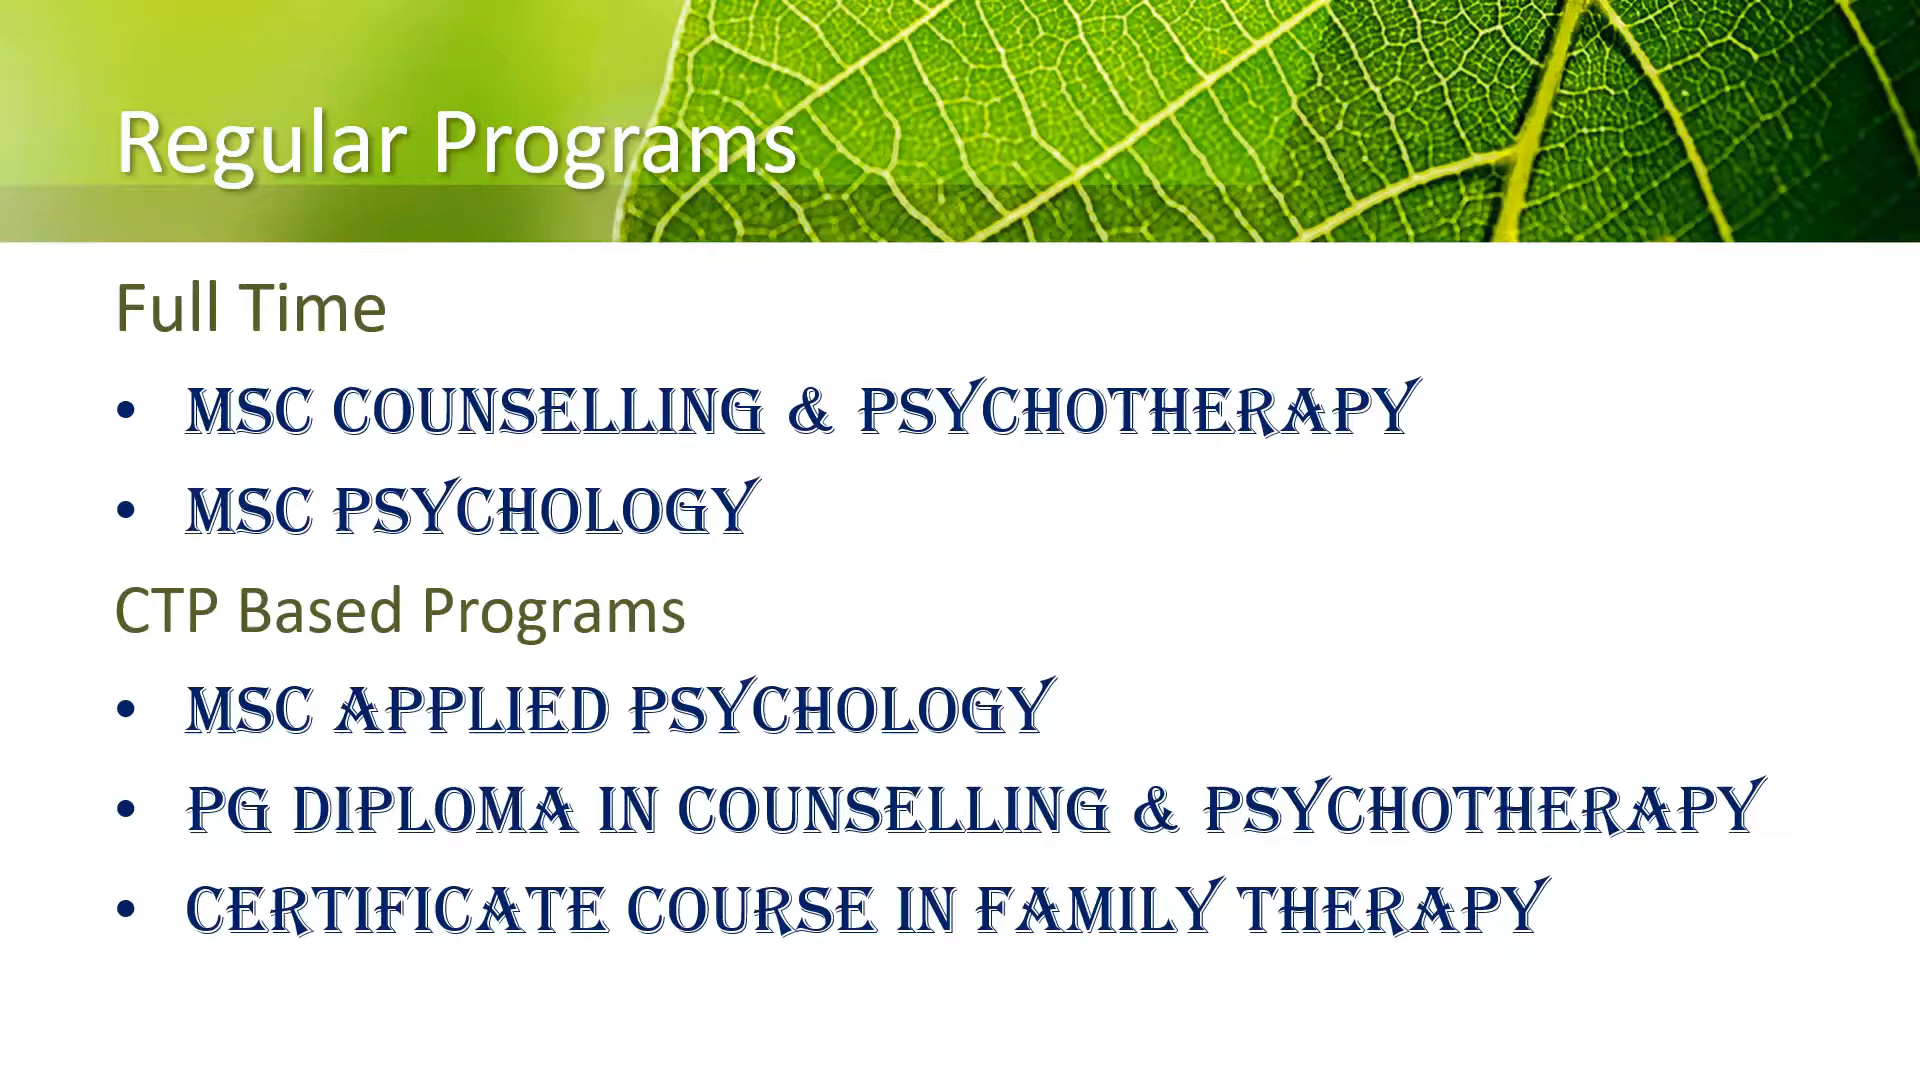 Regular Programs
Full Time
• MSC COUNSELLING & PSYCHOTHERAPY
• MSC PSYCHOLOGY
CTP Based Programs
• MSC APPLIED PSYCHOLOGY
• PG DIPLOMA IN COUNSELLING & PSYCHOTHERAPY
• CERTIFICATE COURSE IN FAMILY THERAPY